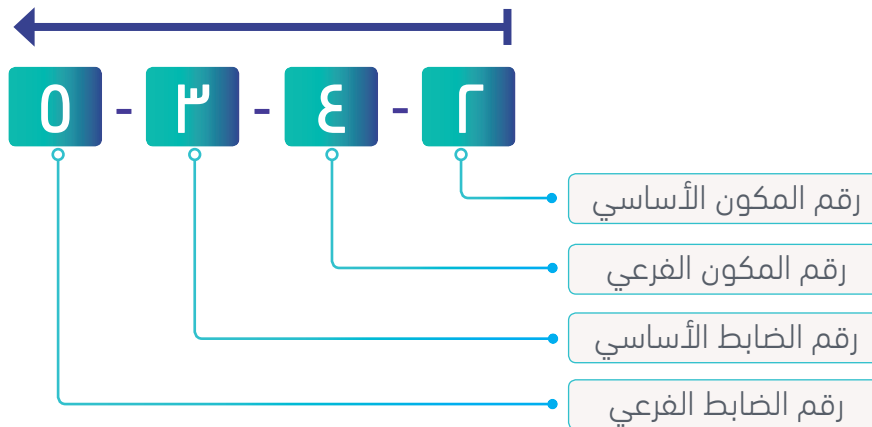 ٢ - ٤ - ٣ - ٥
رقم المكون الأساسي
رقم المكون الفرعي
رقم الضابط الأساسي
رقم الضابط الفرعي